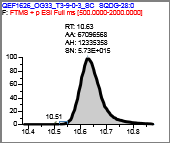 QEF1626_OG33_T3-9-0-3_SC SQDG-28:0
F: FTMS + p ESI Full ms [500.0000-2000.0000]
RT: 10.63
AA: 67096568
AH: 12335358
SN: 5.73E+015
100
80
60
40
20
0
10.51
10.4 10.5 10.6 10.7 10.8